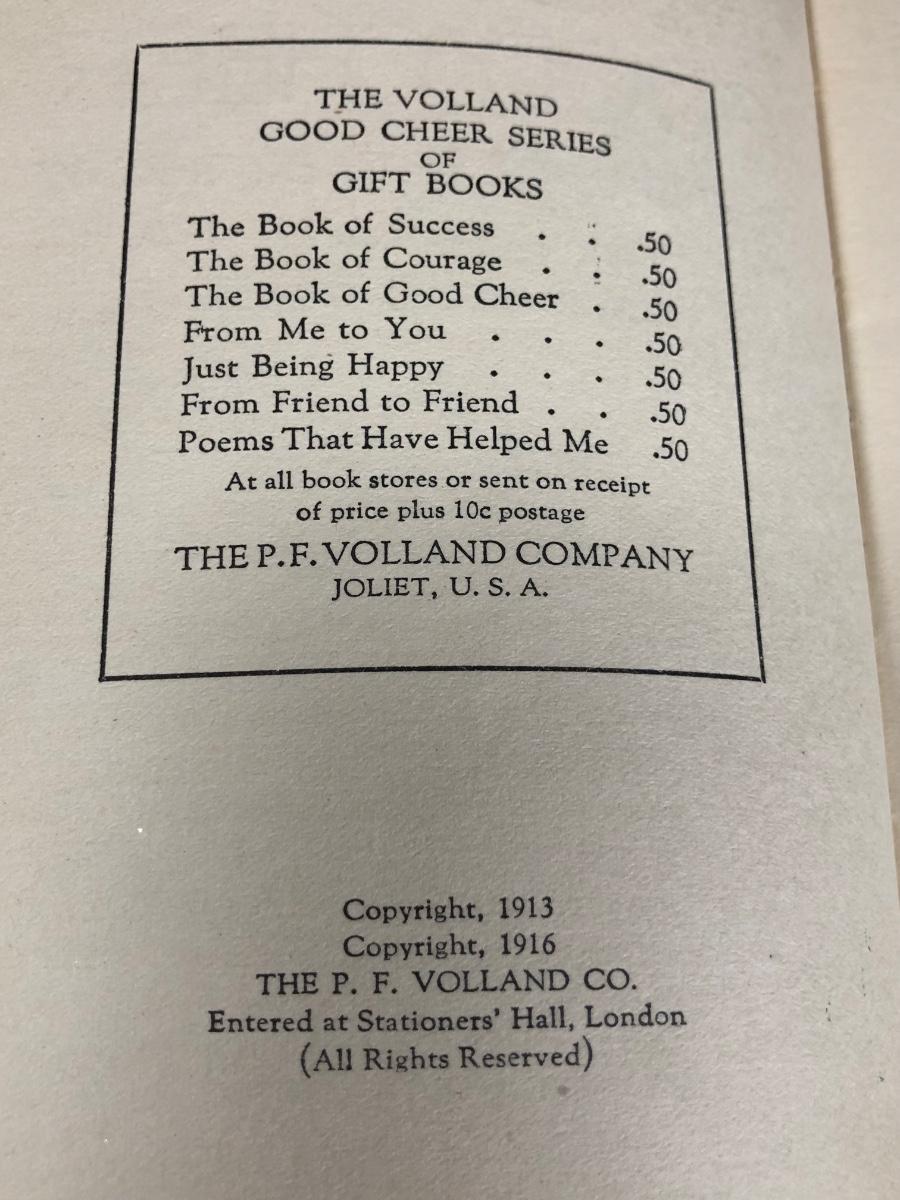 THE VOLLAND
GOOD CHEER SERIES
OF
GIFT BOOKS
The Book of Success . . .50
The Book of Courage . . .50
The Book of Good Cheer . .50
From Me to You . . . .50
Just Being Happy . . . .50
From Friend to Friend . . .50
Poems That Have Helped Me .50
At all book stores or sent on receipt
of price plus 10c postage
THE P. F. VOLLAND COMPANY
JOLIET, U. S. A.
Copyright, 1913
Copyright, 1916
THE P. F. VOLLAND CO.
Entered at Stationers' Hall, London
(All Rights Reserved)